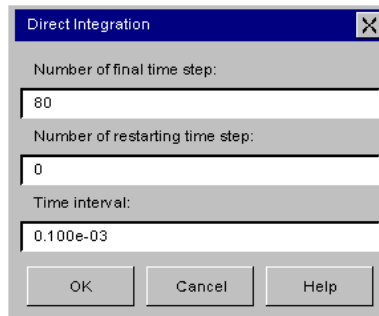 Direct Integration
Number of final time step:
80
Number of restarting time step:
0
Time interval:
0.100e-03
OK Cancel Help